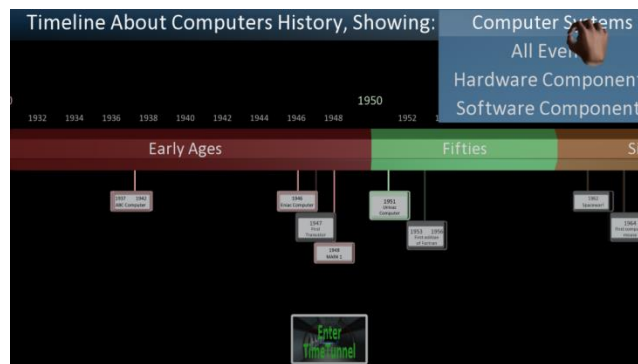 Timeline About Computers History, Showing:
Computer Systems
All Even
Hardware Component
Software Component
1950
1932 1934 1936 1938 1940 1942 1944 1946 1948 1952
Early Ages
Fifties
1937 1942
ABC Computer
1946
Eniac Computer
1947
First
Transistor
1948
MARK 1
1951
Univac
Computer
1953 1956
First edition
of Fortran
1962
Spacewar!
1964
Enter
TimeTunnel